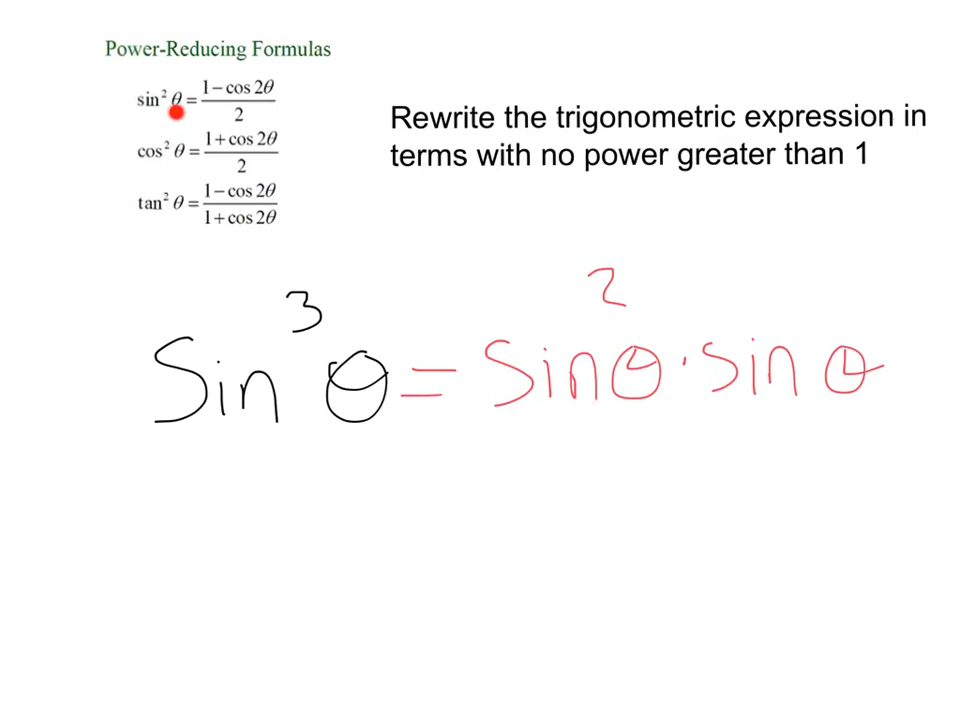 Power-Reducing Formulas
sin² θ = (1 − cos 2θ)/2
cos² θ = (1 + cos 2θ)/2
tan² θ = (1 − cos 2θ)/(1 + cos 2θ)
Rewrite the trigonometric expression in
terms with no power greater than 1
Sin³ θ = Sin²θ · Sin θ